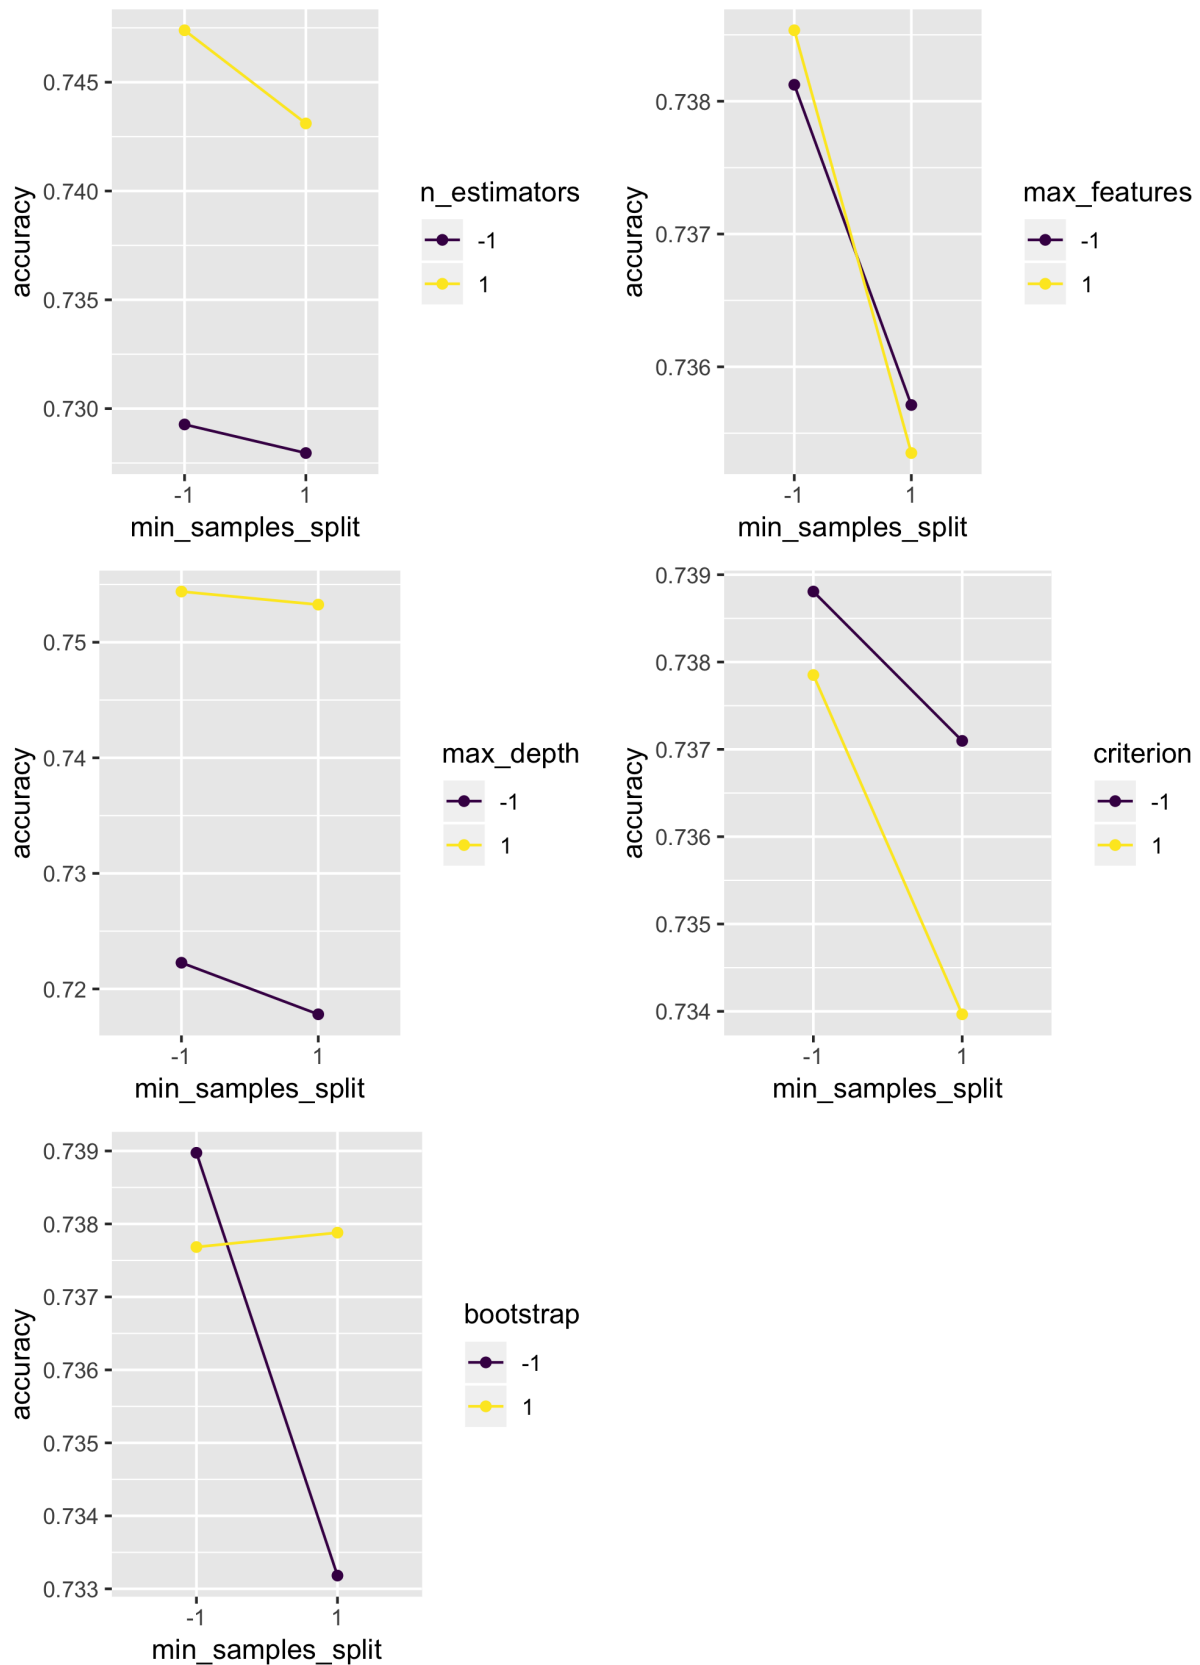 0.745
0.740
0.735
0.730
accuracy
-1 1
min_samples_split
n_estimators
-1
1
0.738
0.737
0.736
accuracy
-1 1
min_samples_split
max_features
-1
1
0.75
0.74
0.73
0.72
accuracy
-1 1
min_samples_split
max_depth
-1
1
0.739
0.738
0.737
0.736
0.735
0.734
accuracy
-1 1
min_samples_split
criterion
-1
1
0.739
0.738
0.737
0.736
0.735
0.734
0.733
accuracy
-1 1
min_samples_split
bootstrap
-1
1